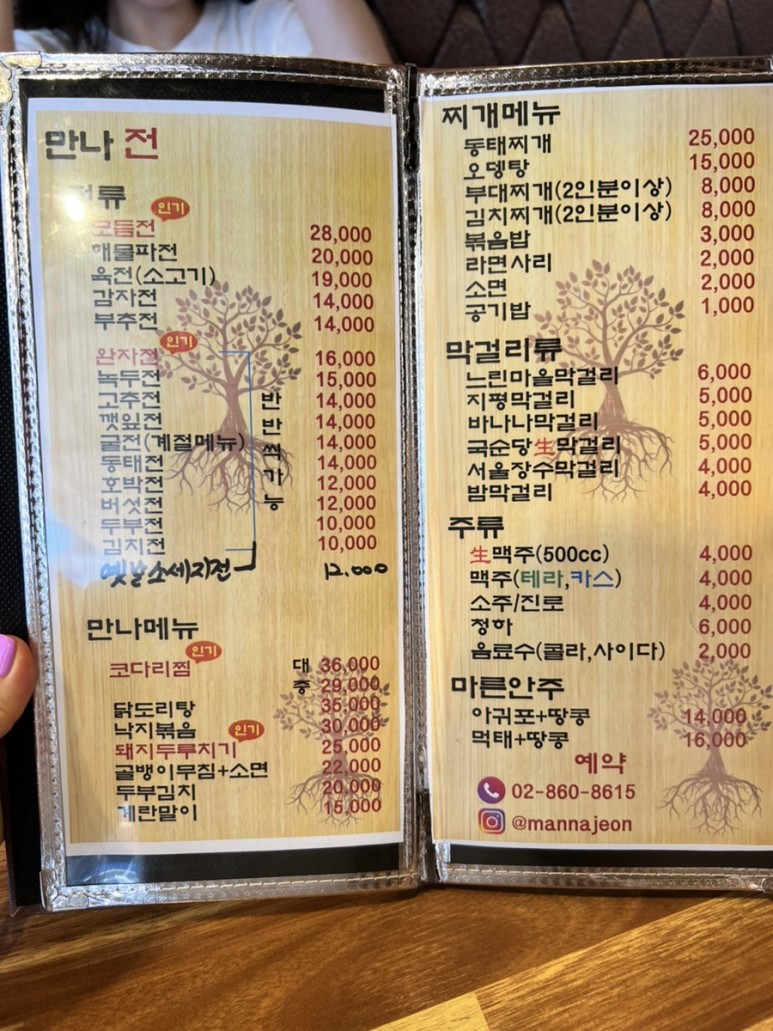 만나 전
전류
인기
모듬전 28,000
해물파전 20,000
육전(소고기) 19,000
감자전 14,000
부추전 14,000
인기
완자전 16,000
녹두전 15,000
고추전 14,000
깻잎전 14,000
굴전(계절메뉴) 14,000
동태전 14,000
호박전 12,000
버섯전 12,000
두부전 10,000
김치전 10,000
반반씩가능
옛날소세지전 12.000
만나메뉴
인기
코다리찜 대 36,000
중 29,000
닭도리탕 35,000
낙지볶음 30,000
인기
돼지두루치기 25,000
골뱅이무침+소면 22,000
두부김치 20,000
계란말이 15,000
찌개메뉴
동태찌개 25,000
오뎅탕 15,000
부대찌개(2인분이상) 8,000
김치찌개(2인분이상) 8,000
볶음밥 3,000
라면사리 2,000
소면 2,000
공기밥 1,000
막걸리류
느린마을막걸리 6,000
지평막걸리 5,000
바나나막걸리 5,000
국순당生막걸리 5,000
서울장수막걸리 4,000
밤막걸리 4,000
주류
生맥주(500cc) 4,000
맥주(테라,카스) 4,000
소주/진로 4,000
청하 6,000
음료수(콜라,사이다) 2,000
마른안주
아귀포+땅콩 14,000
먹태+땅콩 16,000
예약
02-860-8615
@mannajeon